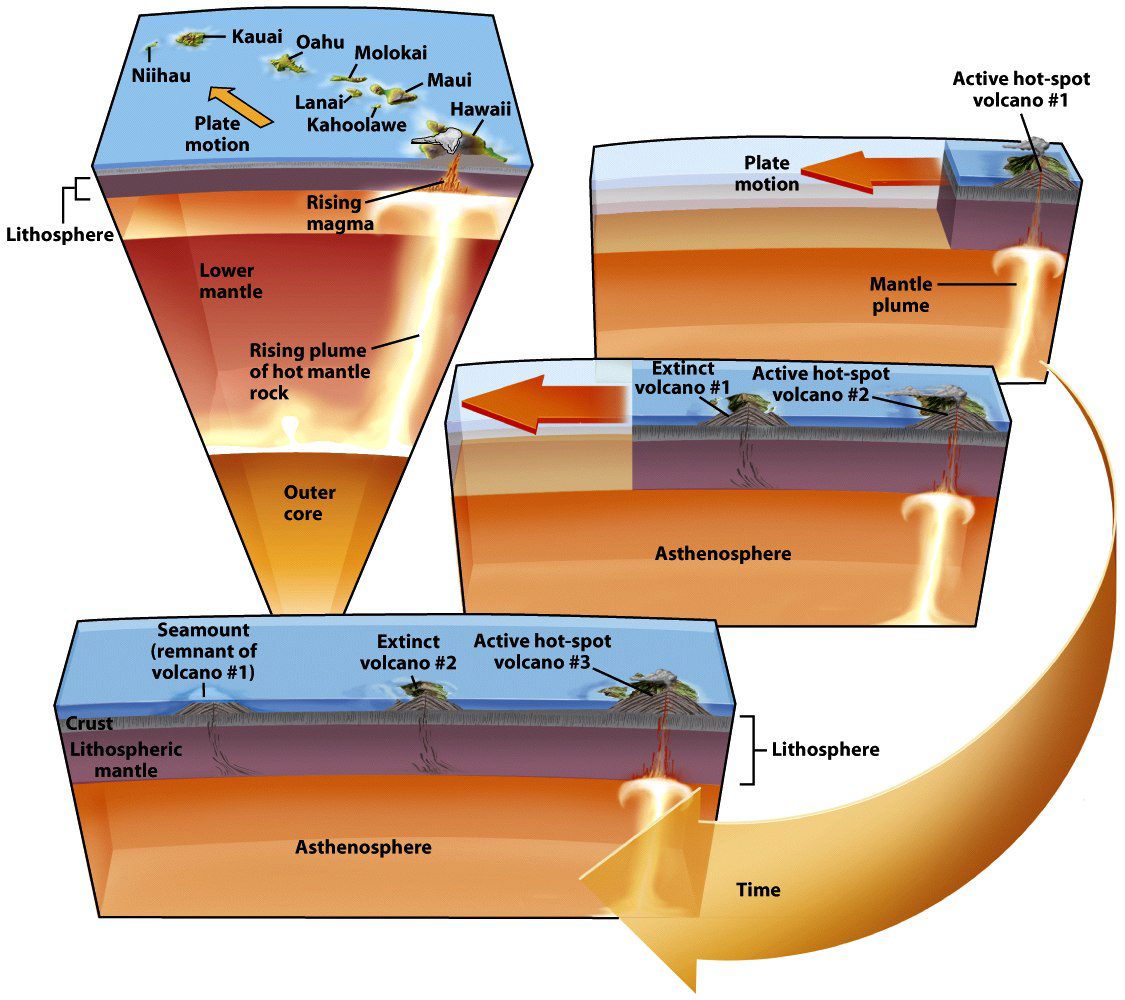 Kauai
Oahu
Molokai
Niihau
Maui
Lanai
Hawaii
Kahoolawe
Plate
motion
Rising
magma
Lithosphere
Lower
mantle
Rising plume
of hot mantle
rock
Outer
core
Active hot-spot
volcano #1
Plate
motion
Mantle
plume
Extinct
volcano #1
Active hot-spot
volcano #2
Asthenosphere
Seamount
(remnant of
volcano #1)
Extinct
volcano #2
Active hot-spot
volcano #3
Crust
Lithospheric
mantle
Lithosphere
Asthenosphere
Time